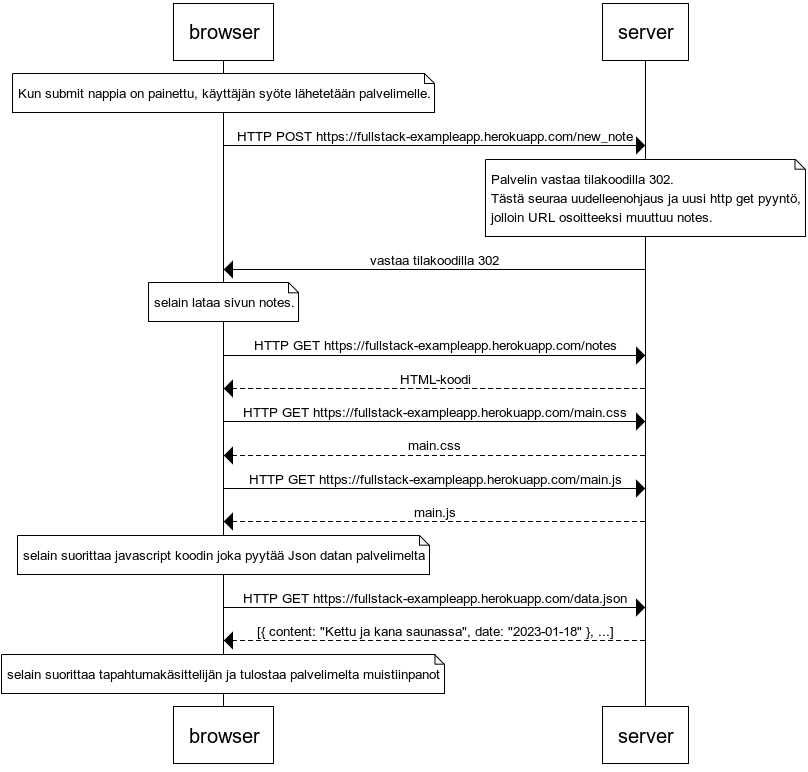 browser
server
Kun submit nappia on painettu, käyttäjän syöte lähetetään palvelimelle.
HTTP POST https://fullstack-exampleapp.herokuapp.com/new_note
Palvelin vastaa tilakoodilla 302.
Tästä seuraa uudelleenohjaus ja uusi http get pyyntö,
jolloin URL osoitteeksi muuttuu notes.
vastaa tilakoodilla 302
selain lataa sivun notes.
HTTP GET https://fullstack-exampleapp.herokuapp.com/notes
HTML-koodi
HTTP GET https://fullstack-exampleapp.herokuapp.com/main.css
main.css
HTTP GET https://fullstack-exampleapp.herokuapp.com/main.js
main.js
selain suorittaa javascript koodin joka pyytää Json datan palvelimelta
HTTP GET https://fullstack-exampleapp.herokuapp.com/data.json
[{ content: "Kettu ja kana saunassa", date: "2023-01-18" }, ...]
selain suorittaa tapahtumakäsittelijän ja tulostaa palvelimelta muistiinpanot
browser
server